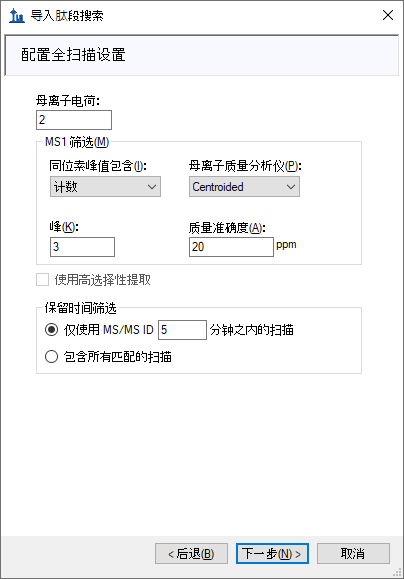 导入肽段搜索
配置全扫描设置
母离子电荷:
2
MS1 筛选(M)
同位素峰值包含(I): 母离子质量分析仪(P):
计数 Centroided
峰(K): 质量准确度(A):
3 20 ppm
使用高选择性提取
保留时间筛选
仅使用 MS/MS ID 5 分钟之内的扫描
包含所有匹配的扫描
< 后退(B) 下一步(N) > 取消